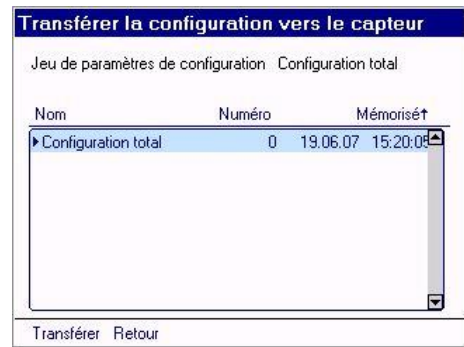 Transférer la configuration vers le capteur
Jeu de paramètres de configuration Configuration total
Nom Numéro Mémorisé↑
Configuration total 0 19.06.07 15:20:05
Transférer Retour